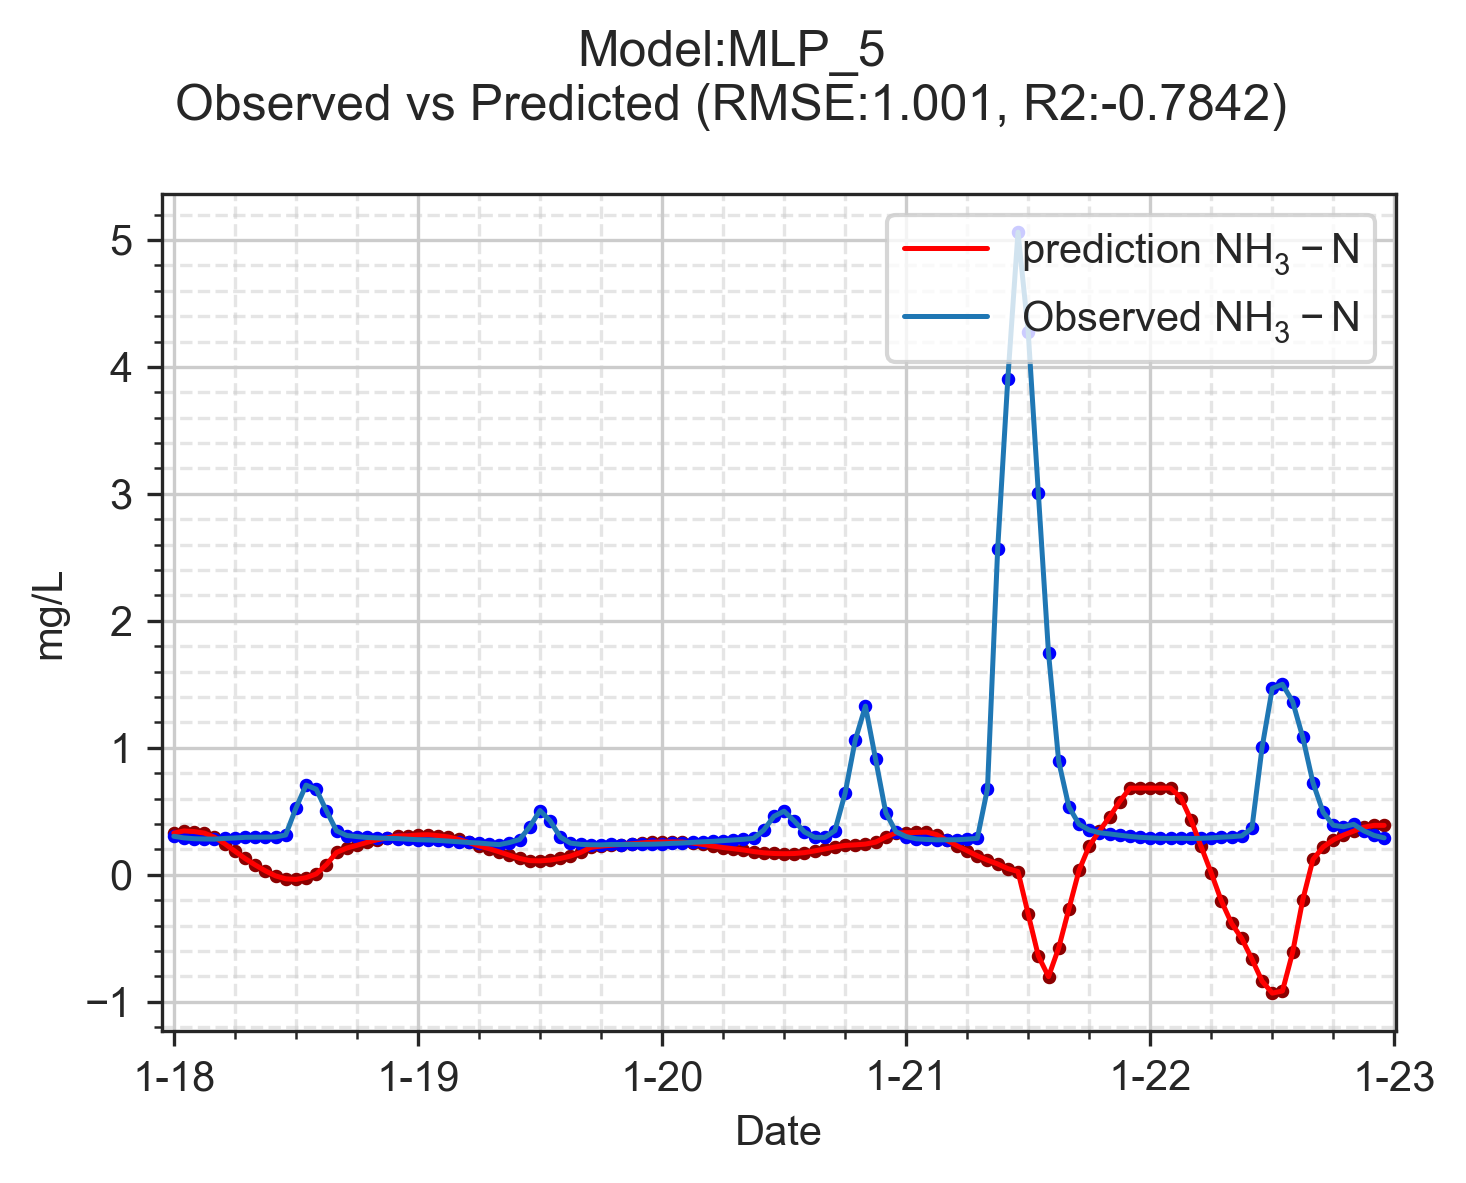 Model:MLP_5
Observed vs Predicted (RMSE:1.001, R2:-0.7842)
prediction NH₃ − N
Observed NH₃ − N
5
4
3
2
1
0
−1
mg/L
1-18 1-19 1-20 1-21 1-22 1-23
Date